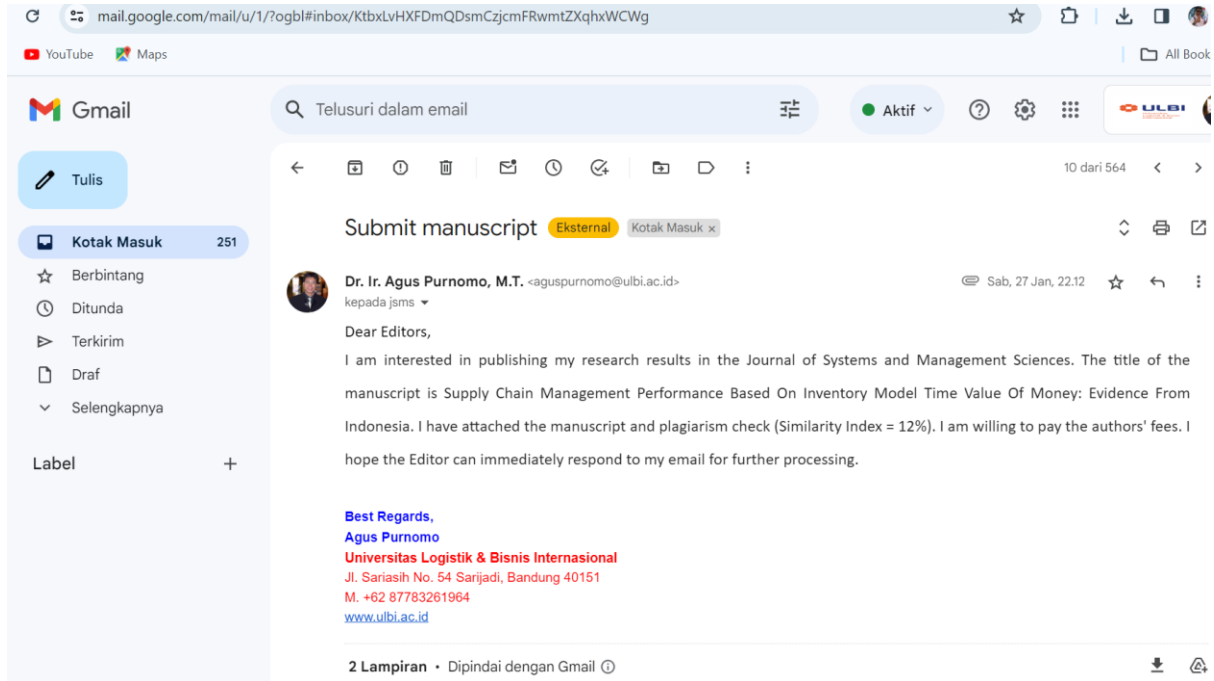 mail.google.com/mail/u/1/?ogbl#inbox/KtbxLvHXFDmQDsmCzjcmFRwmtZXqhxWCWg
YouTube Maps All Book
Gmail Telusuri dalam email Aktif ULBI
Tulis 10 dari 564
Submit manuscript Eksternal Kotak Masuk ×
Kotak Masuk 251
Berbintang
Ditunda
Terkirim
Draf
Selengkapnya
Label +
Dr. Ir. Agus Purnomo, M.T. <aguspurnomo@ulbi.ac.id> Sab, 27 Jan, 22.12
kepada jsms
Dear Editors,
I am interested in publishing my research results in the Journal of Systems and Management Sciences. The title of the
manuscript is Supply Chain Management Performance Based On Inventory Model Time Value Of Money: Evidence From
Indonesia. I have attached the manuscript and plagiarism check (Similarity Index = 12%). I am willing to pay the authors' fees. I
hope the Editor can immediately respond to my email for further processing.
Best Regards,
Agus Purnomo
Universitas Logistik & Bisnis Internasional
Jl. Sariasih No. 54 Sarijadi, Bandung 40151
M. +62 87783261964
www.ulbi.ac.id
2 Lampiran • Dipindai dengan Gmail